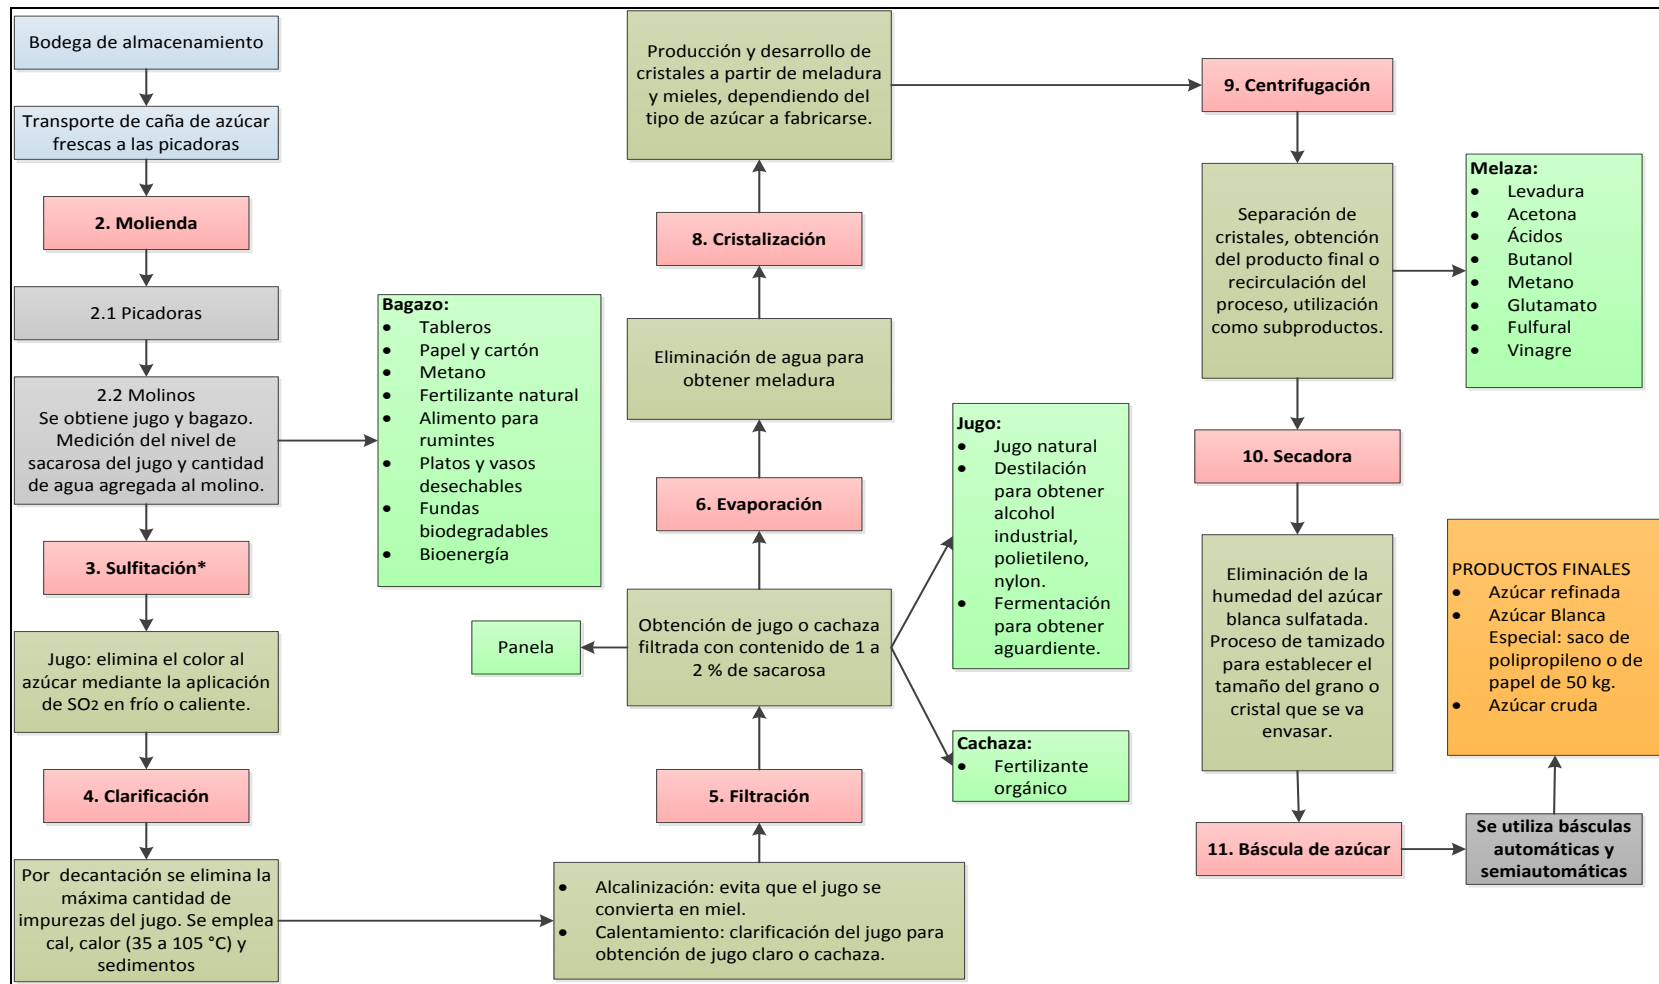 Bodega de almacenamiento
Transporte de caña de azúcar
frescas a las picadoras
2. Molienda
2.1 Picadoras
2.2 Molinos
Se obtiene jugo y bagazo.
Medición del nivel de
sacarosa del jugo y cantidad
de agua agregada al molino.
Bagazo:
• Tableros
• Papel y cartón
• Metano
• Fertilizante natural
• Alimento para
rumintes
• Platos y vasos
desechables
• Fundas
biodegradables
• Bioenergía
3. Sulfitación*
Jugo: elimina el color al
azúcar mediante la aplicación
de SO2 en frío o caliente.
4. Clarificación
Por decantación se elimina la
máxima cantidad de
impurezas del jugo. Se emplea
cal, calor (35 a 105 °C) y
sedimentos
• Alcalinización: evita que el jugo se
convierta en miel.
• Calentamiento: clarificación del jugo para
obtención de jugo claro o cachaza.
5. Filtración
Obtención de jugo o cachaza
filtrada con contenido de 1 a
2 % de sacarosa
Panela
Jugo:
• Jugo natural
• Destilación
para obtener
alcohol
industrial,
polietileno,
nylon.
• Fermentación
para obtener
aguardiente.
Cachaza:
• Fertilizante
orgánico
6. Evaporación
Eliminación de agua para
obtener meladura
8. Cristalización
Producción y desarrollo de
cristales a partir de meladura
y mieles, dependiendo del
tipo de azúcar a fabricarse.
9. Centrifugación
Separación de
cristales, obtención
del producto final o
recirculación del
proceso, utilización
como subproductos.
Melaza:
• Levadura
• Acetona
• Ácidos
• Butanol
• Metano
• Glutamato
• Fulfural
• Vinagre
10. Secadora
Eliminación de la
humedad del azúcar
blanca sulfatada.
Proceso de tamizado
para establecer el
tamaño del grano o
cristal que se va
envasar.
11. Báscula de azúcar
Se utiliza básculas
automáticas y
semiautomáticas
PRODUCTOS FINALES
• Azúcar refinada
• Azúcar Blanca
Especial: saco de
polipropileno o de
papel de 50 kg.
• Azúcar cruda